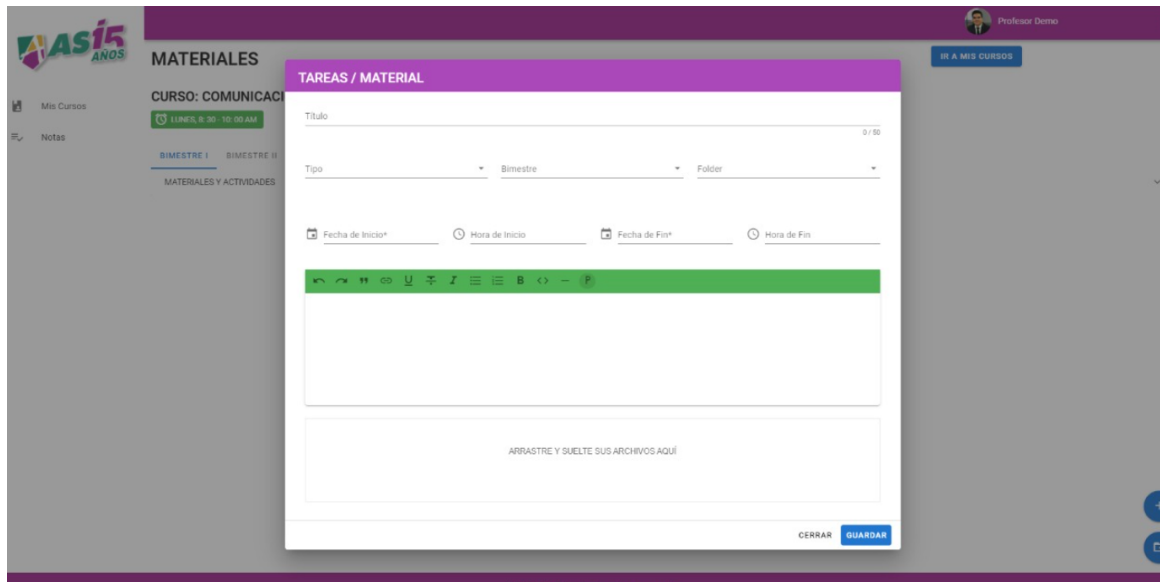 ASIS
AÑOS
Profesor Demo
MATERIALES
IR A MIS CURSOS
CURSO: COMUNICACI
LUNES, 8:30 - 10:00 AM
Mis Cursos
Notas
BIMESTRE I BIMESTRE II
MATERIALES Y ACTIVIDADES
TAREAS / MATERIAL
Título
0 / 50
Tipo Bimestre Folder
Fecha de Inicio* Hora de Inicio Fecha de Fin* Hora de Fin
ARRASTRE Y SUELTE SUS ARCHIVOS AQUÍ
CERRAR GUARDAR